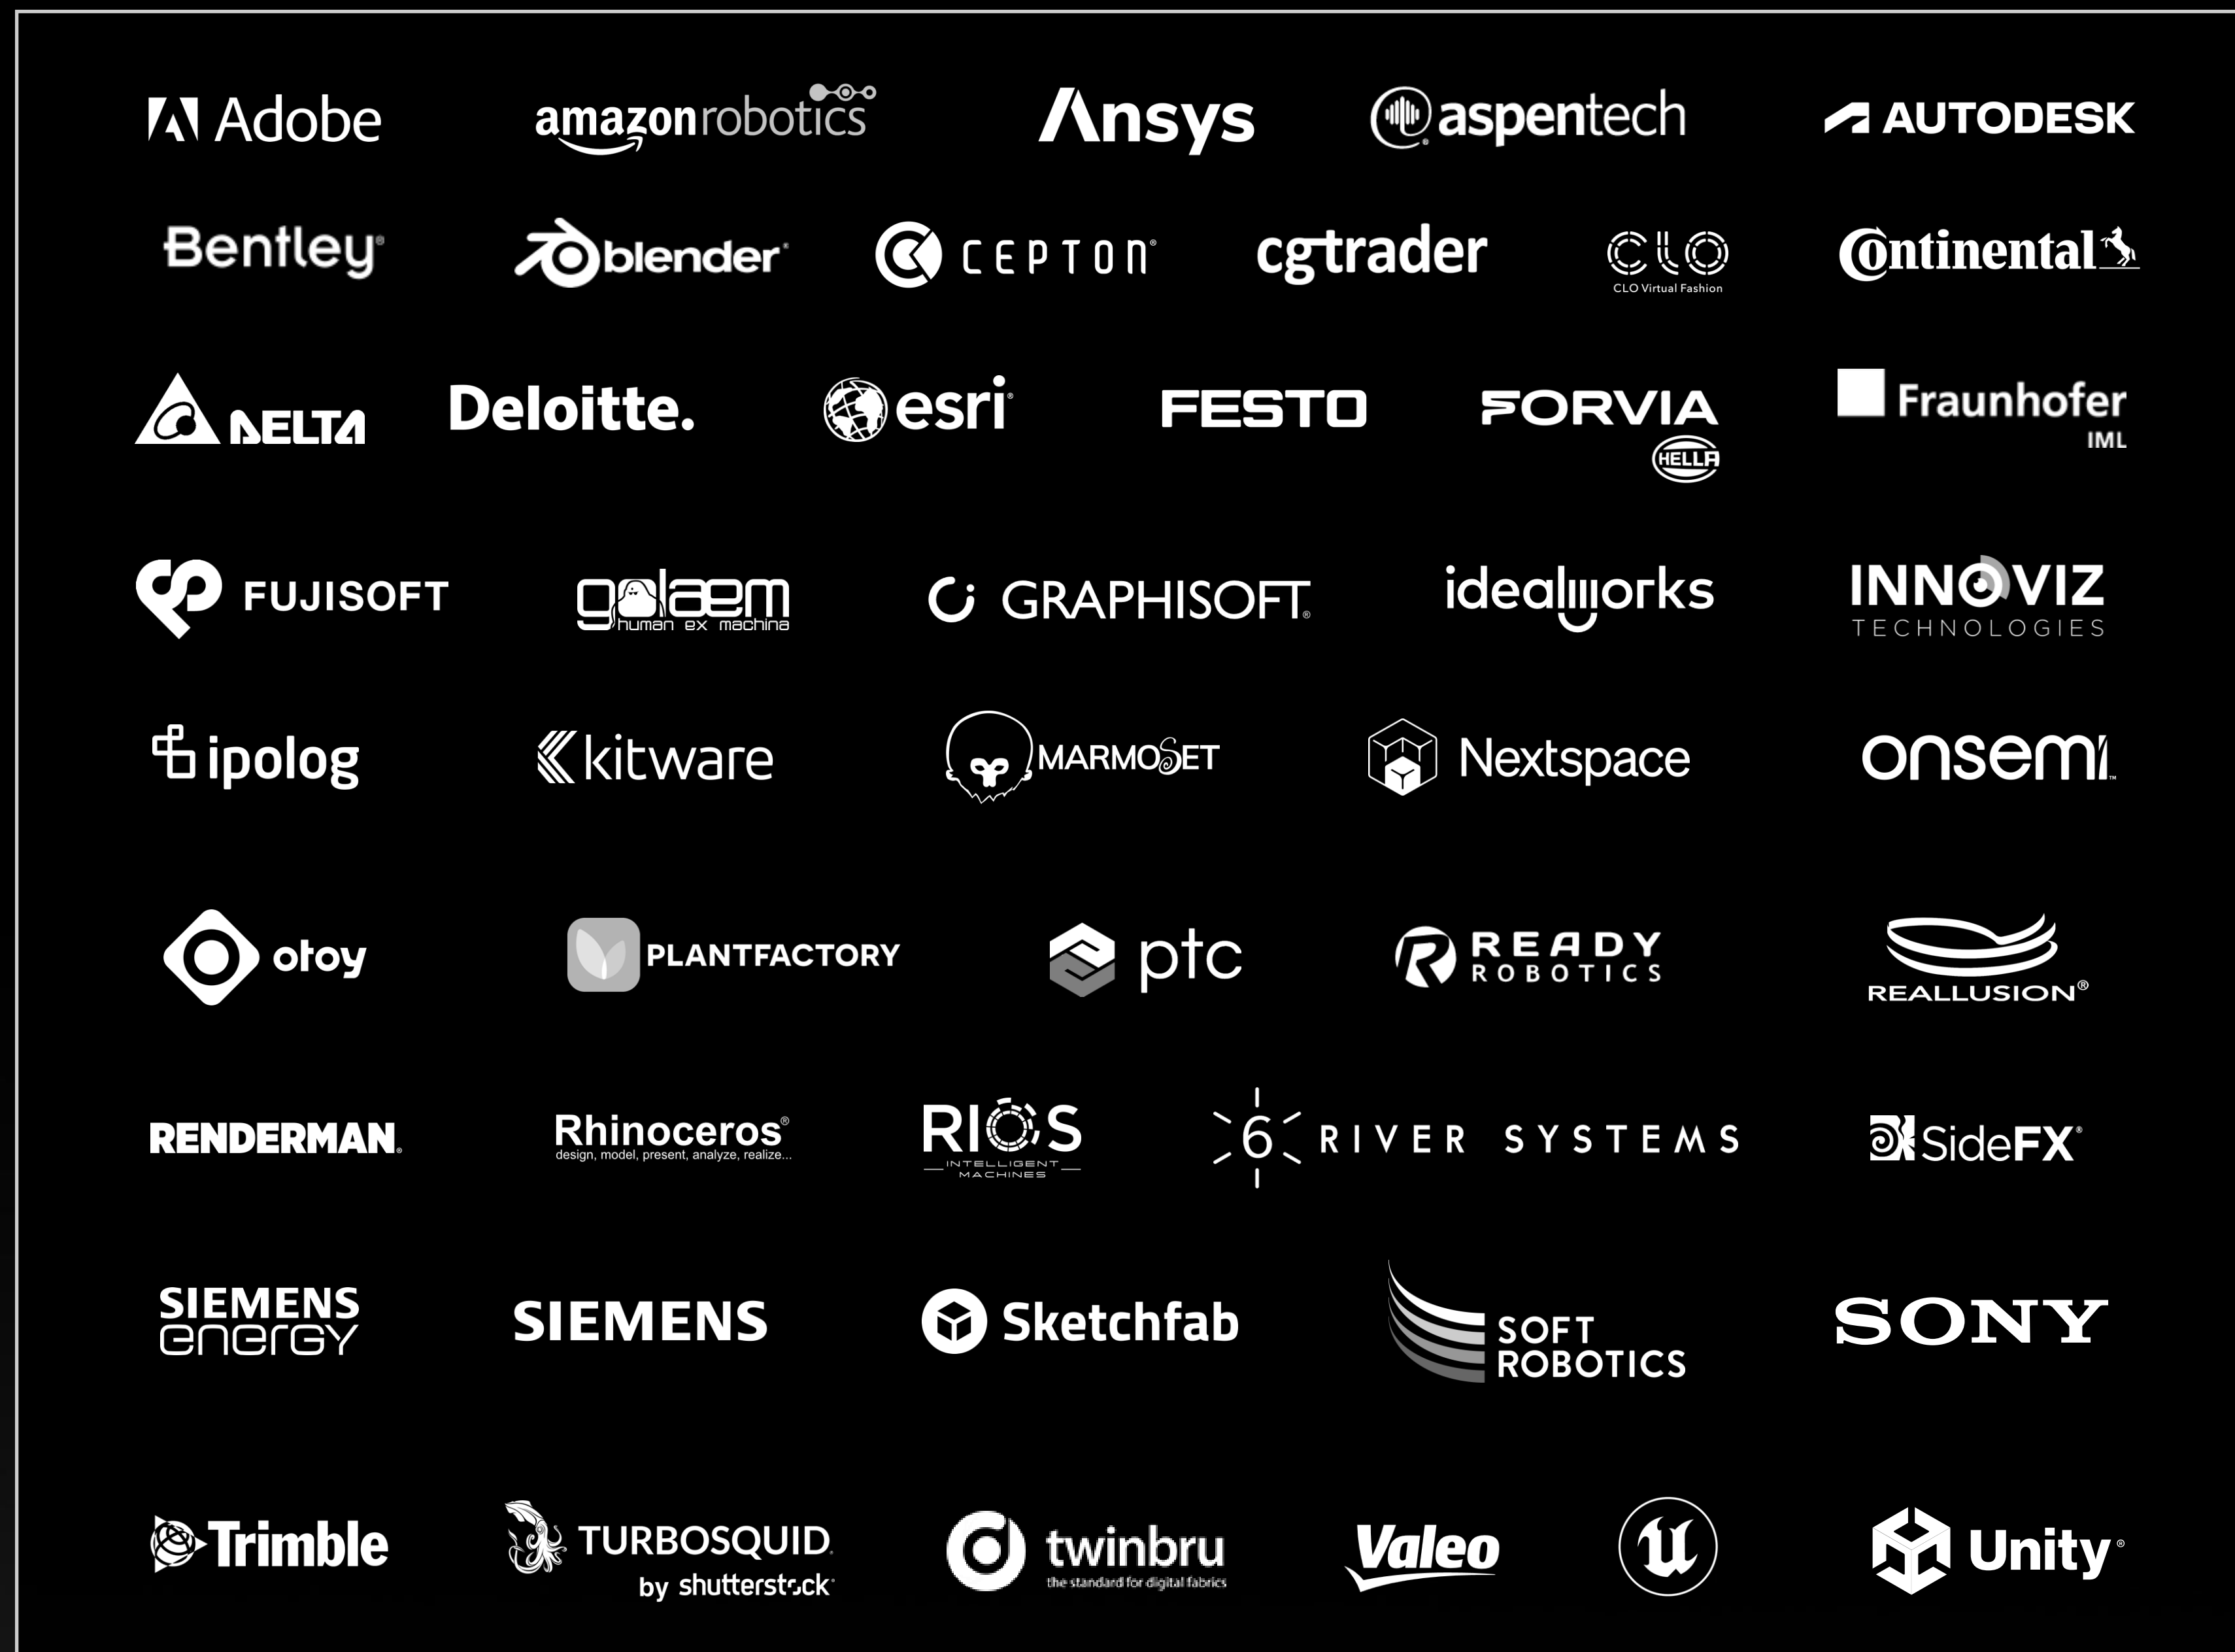 Adobe
amazonrobotics
Ansys
aspentech®
AUTODESK
Bentley®
blender®
CEPTON®
cgtrader
CLO
CLO Virtual Fashion
Continental
DELTA
Deloitte.
esri®
FESTO
FORVIA
HELLA
Fraunhofer
IML
FUJISOFT
golaem
human ex machina
GRAPHISOFT®
idealworks
INNOVIZ
TECHNOLOGIES
ipolog
kitware
MARMOSET
Nextspace
onsemi™
otoy
PLANTFACTORY
ptc
READY
ROBOTICS
REALLUSION®
RENDERMAN®
Rhinoceros®
design, model, present, analyze, realize...
RIOS
INTELLIGENT
MACHINES
6 RIVER SYSTEMS
SideFX®
SIEMENS
energy
SIEMENS
Sketchfab
SOFT
ROBOTICS
SONY
Trimble
TURBOSQUID
by shutterstock
twinbru
the standard for digital fabrics
Valeo
U
Unity®